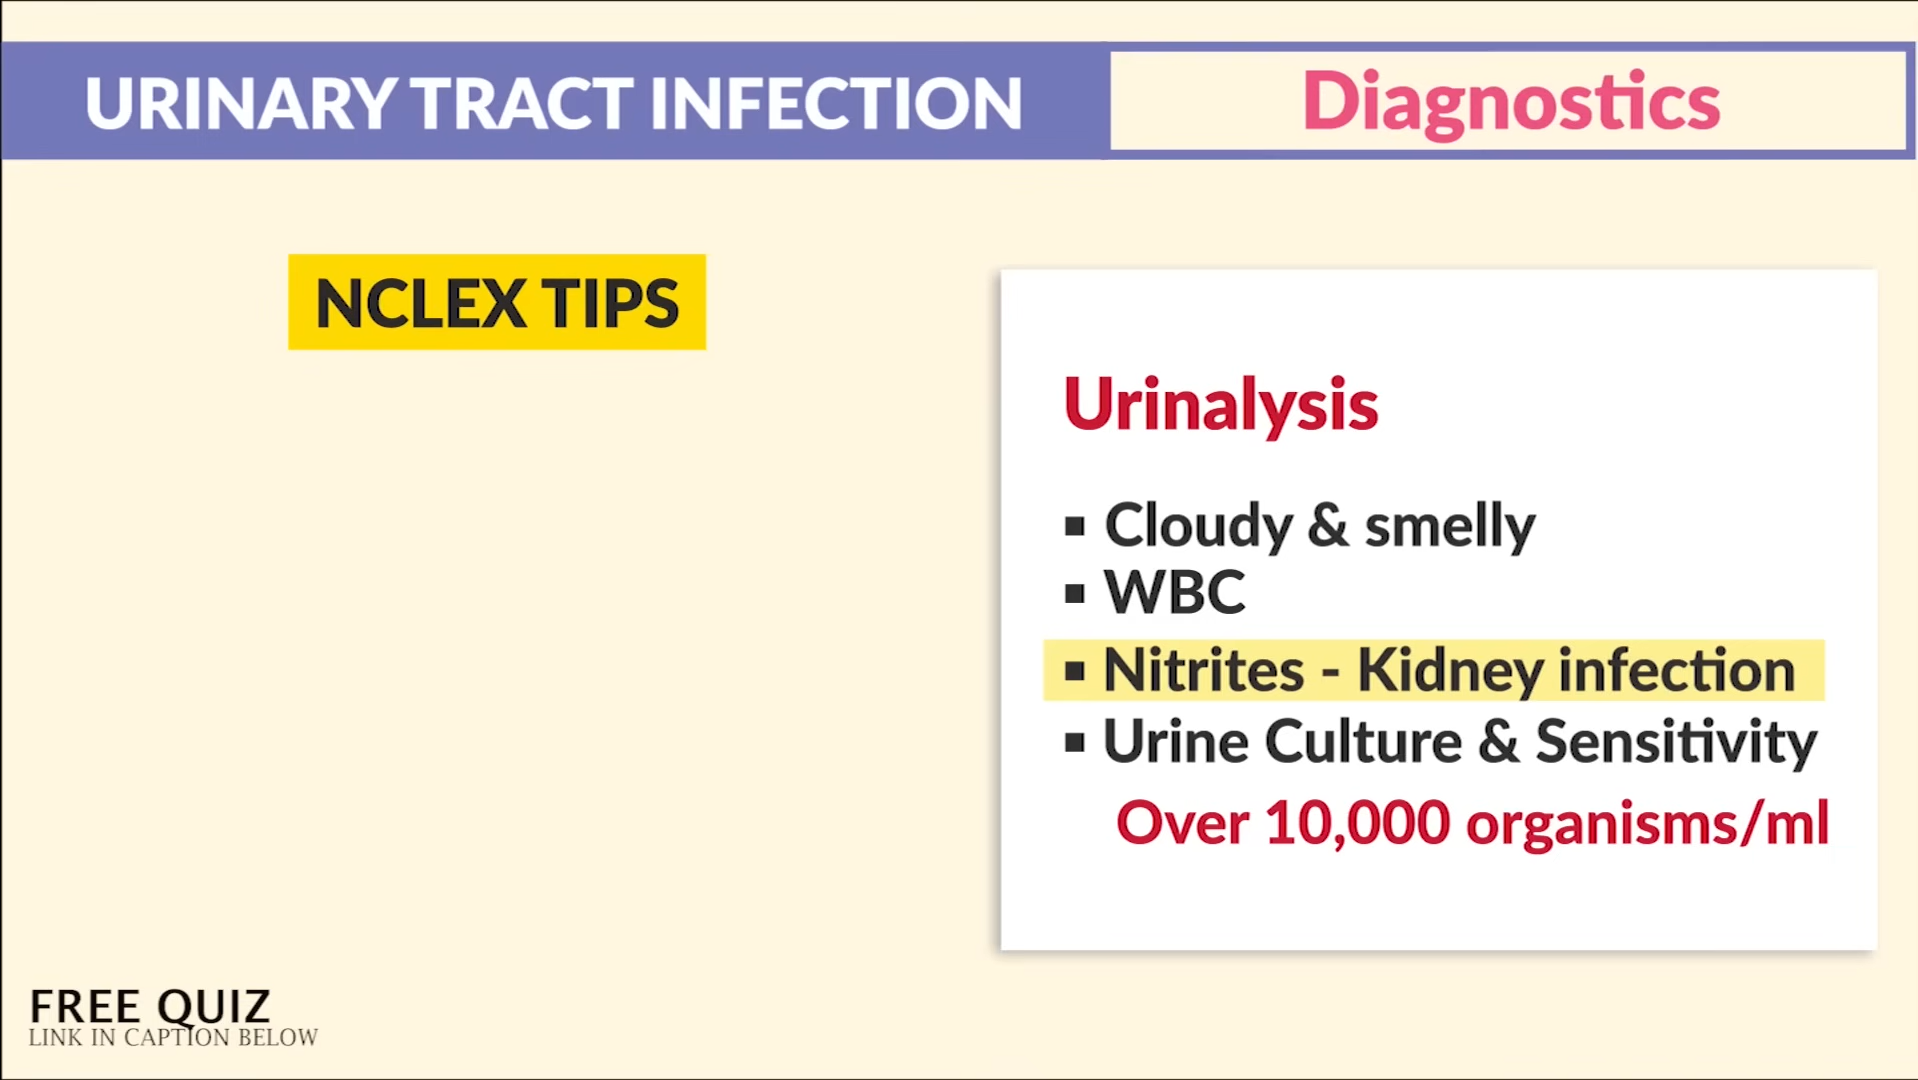 URINARY TRACT INFECTION
Diagnostics
NCLEX TIPS
Urinalysis
▪ Cloudy & smelly
▪ WBC
▪ Nitrites - Kidney infection
▪ Urine Culture & Sensitivity
Over 10,000 organisms/ml
FREE QUIZ
LINK IN CAPTION BELOW